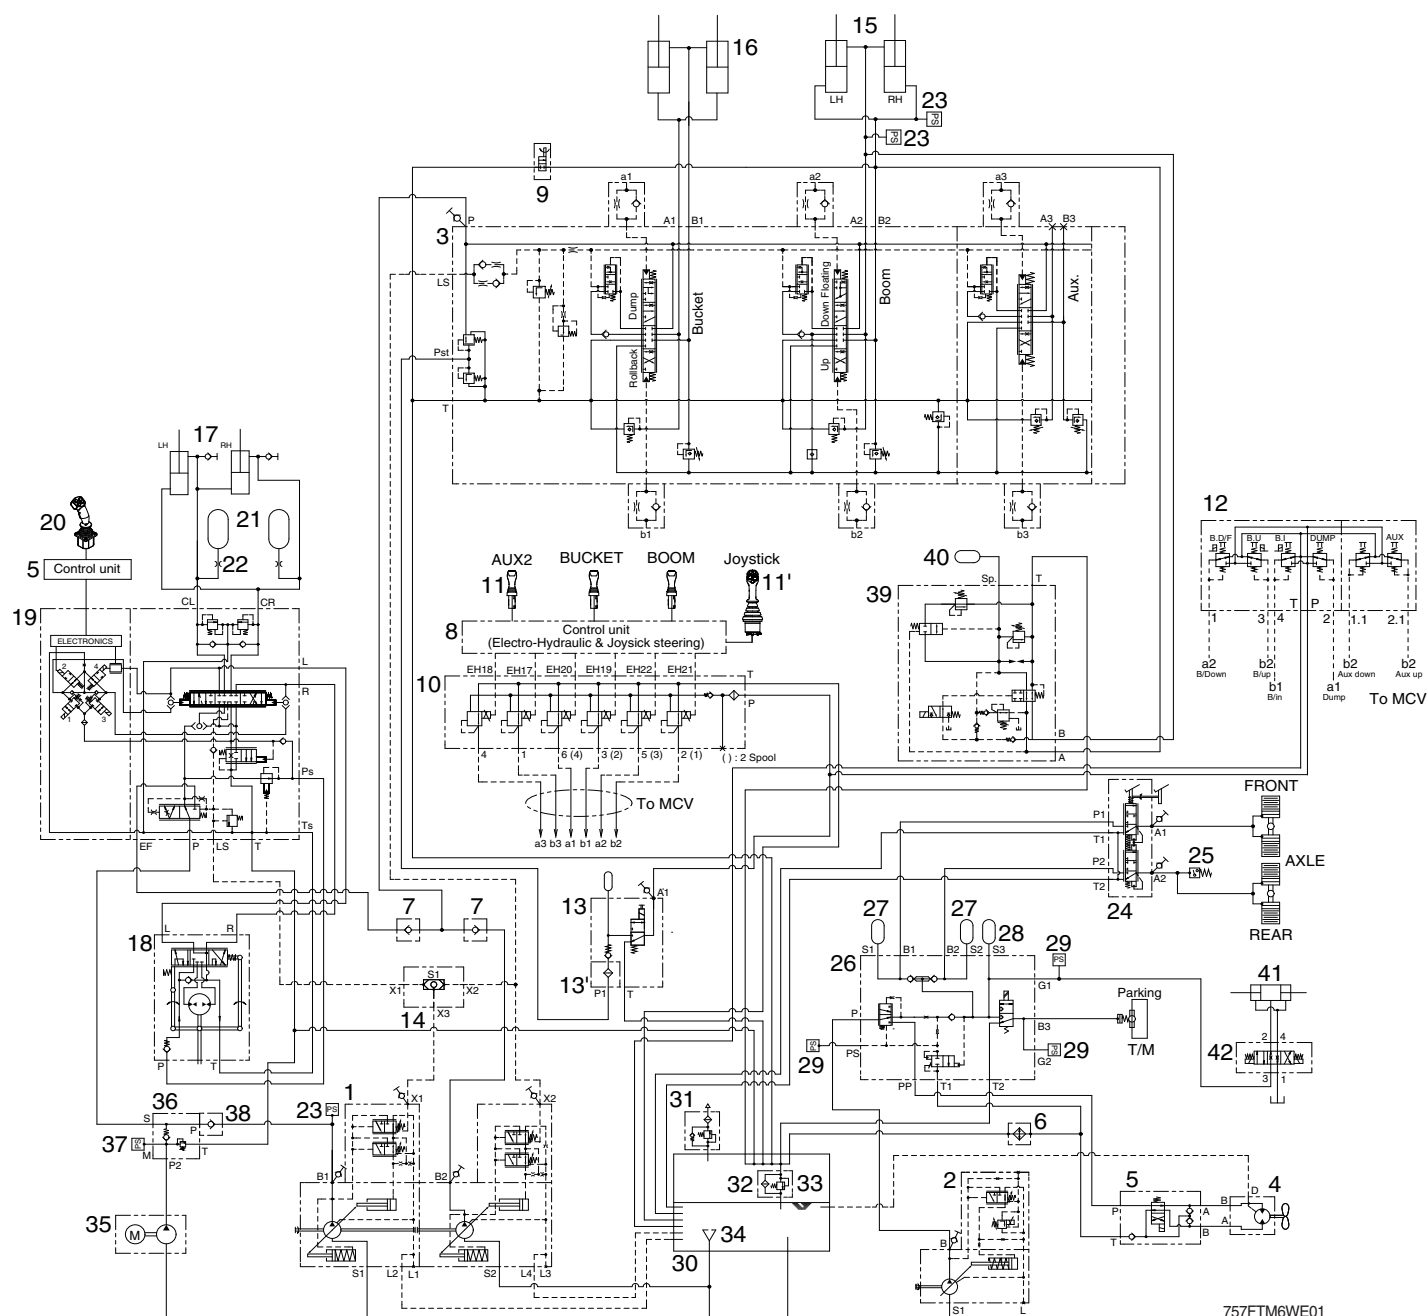 16
15
LH
RH
23
PS
PS
23
9
a1
a2
a3
3
P
A1
B1
A2
B2
A3
B3
LS
Dump
Bucket
Down Floating
Boom
Aux.
Pst
Rollback
Up
T
b1
b2
b3
LH
17
RH
20
21
22
5
Control unit
CL
CR
19
ELECTRONICS
2
4
1
3
L
R
Ps
Ts
EF
P
LS
T
AUX2
BUCKET
BOOM
Joystick
11
11'
8
Control unit
(Electro-Hydraulic & Joysick steering)
EH18
EH17
EH20
EH19
EH22
EH21
10
T
P
4
1
6 (4)
3 (2)
5 (3)
2 (1)
( ) : 2 Spool
To MCV
a3
b3
a1
b1
a2
b2
40
Sp.
T
39
B
A
12
B.D/F
B.U
B.I
DUMP
AUX
T
P
1
3
4
2
1.1
2.1
a2
B/Down
b2
B/up
b1
B/in
a1
Dump
b2
Aux down
b2
Aux up
To MCV
FRONT
P1
T1
A1
P2
T2
A2
25
AXLE
24
REAR
7
7
13
A1
13'
P1
T
L
R
18
P
T
S1
X1
X2
X3
14
27
27
28
S1
B1
B2
S2
S3
26
29
PS
G1
P
B3
Parking
T/M
PS
PS
29
PS
G2
29
PP
T1
T2
41
2
4
42
3
1
36
38
S
P
37
PS
M
T
P2
35
M
23
PS
1
X1
X2
B1
B2
S1
L2
L1
S2
L4
L3
31
32
33
34
30
6
2
B
S1
L
5
P
T
B
A
A
B
D
4
757FTM6WE01